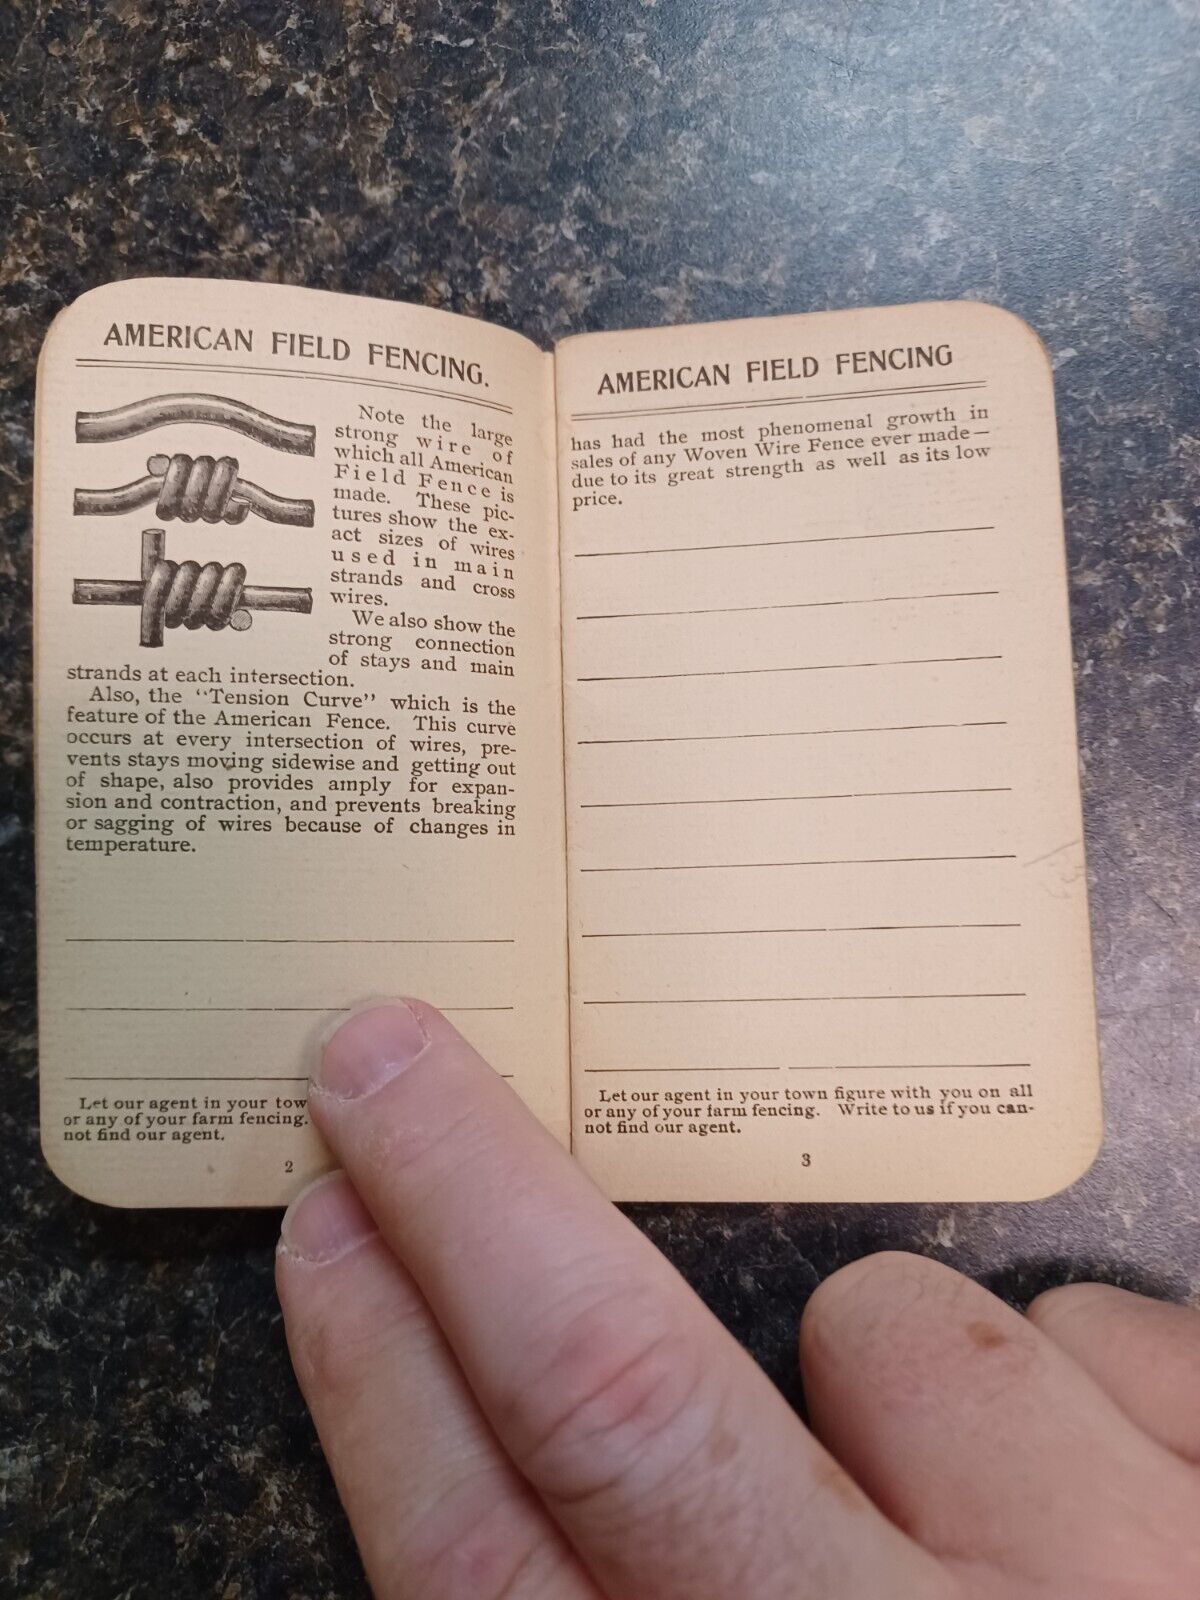 AMERICAN FIELD FENCING.
Note the large
strong wire of
which all American
Field Fence is
made. These pic-
tures show the ex-
act sizes of wires
used in main
strands and cross
wires.
We also show the
strong connection
of stays and main
strands at each intersection.
Also, the "Tension Curve" which is the
feature of the American Fence. This curve
occurs at every intersection of wires, pre-
vents stays moving sidewise and getting out
of shape, also provides amply for expan-
sion and contraction, and prevents breaking
or sagging of wires because of changes in
temperature.
Let our agent in your tow
or any of your farm fencing.
not find our agent.
2
AMERICAN FIELD FENCING
has had the most phenomenal growth in
sales of any Woven Wire Fence ever made—
due to its great strength as well as its low
price.
Let our agent in your town figure with you on all
or any of your farm fencing. Write to us if you can-
not find our agent.
3